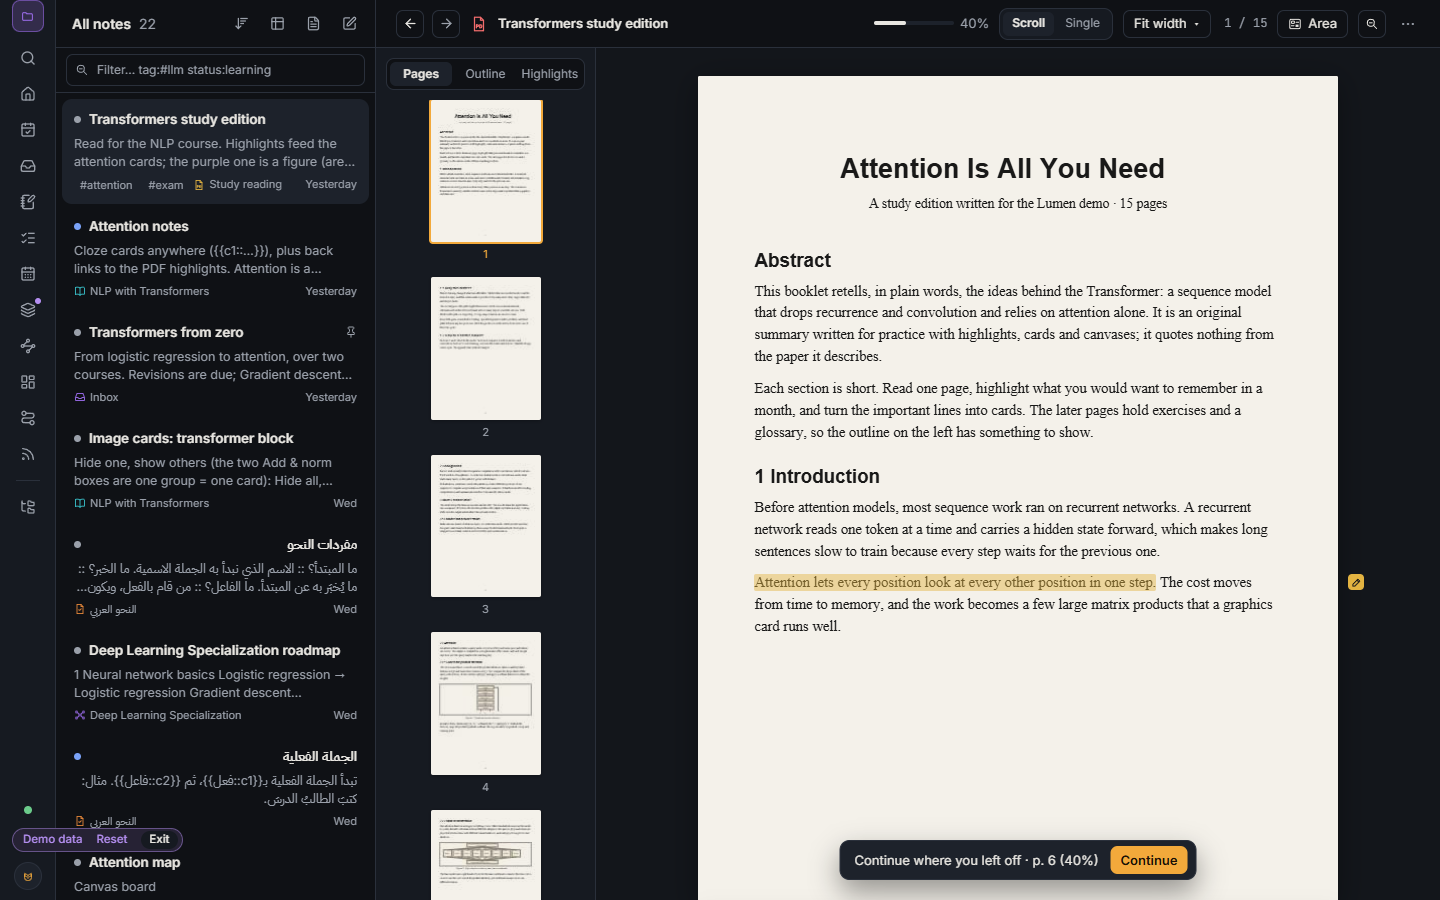 All notes 22
Filter... tag:#llm status:learning
Transformers study edition
Read for the NLP course. Highlights feed the
attention cards; the purple one is a figure (are...
#attention #exam Study reading Yesterday
Attention notes
Cloze cards anywhere ({{c1::...}}), plus back
links to the PDF highlights. Attention is a...
NLP with Transformers Yesterday
Transformers from zero
From logistic regression to attention, over two
courses. Revisions are due; Gradient descent...
Inbox Yesterday
Image cards: transformer block
Hide one, show others (the two Add & norm
boxes are one group = one card): Hide all,...
NLP with Transformers Wed
مفردات النحو
ما المبتدأ؟ :: الاسم الذي نبدأ به الجملة الاسمية. ما الخبر؟ ::
ما يُخبَر به عن المبتدأ. ما الفاعل؟ :: من قام بالفعل، ويكون...
النحو العربي Wed
Deep Learning Specialization roadmap
1 Neural network basics Logistic regression →
Logistic regression Gradient descent...
Deep Learning Specialization Wed
الجملة الفعلية
تبدأ الجملة الفعلية بـ{{c1::فعل}}، ثم {{c2::فاعل}}. مثال:
كتبَ الطالبُ الدرسَ.
النحو العربي Wed
Demo data Reset Exit
Attention map
Canvas board
Transformers study edition
40%
Scroll Single
Fit width
1 / 15
Area
Pages Outline Highlights
1
2
3
4
Attention Is All You Need
A study edition written for the Lumen demo · 15 pages
Abstract
This booklet retells, in plain words, the ideas behind the Transformer: a sequence model
that drops recurrence and convolution and relies on attention alone. It is an original
summary written for practice with highlights, cards and canvases; it quotes nothing from
the paper it describes.
Each section is short. Read one page, highlight what you would want to remember in a
month, and turn the important lines into cards. The later pages hold exercises and a
glossary, so the outline on the left has something to show.
1 Introduction
Before attention models, most sequence work ran on recurrent networks. A recurrent
network reads one token at a time and carries a hidden state forward, which makes long
sentences slow to train because every step waits for the previous one.
Attention lets every position look at every other position in one step. The cost moves
from time to memory, and the work becomes a few large matrix products that a graphics
card runs well.
Continue where you left off · p. 6 (40%) Continue